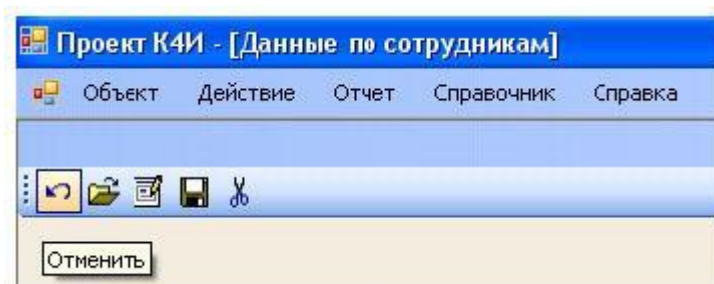 Проект К4И - [Данные по сотрудникам]
Объект Действие Отчет Справочник Справка
Отменить